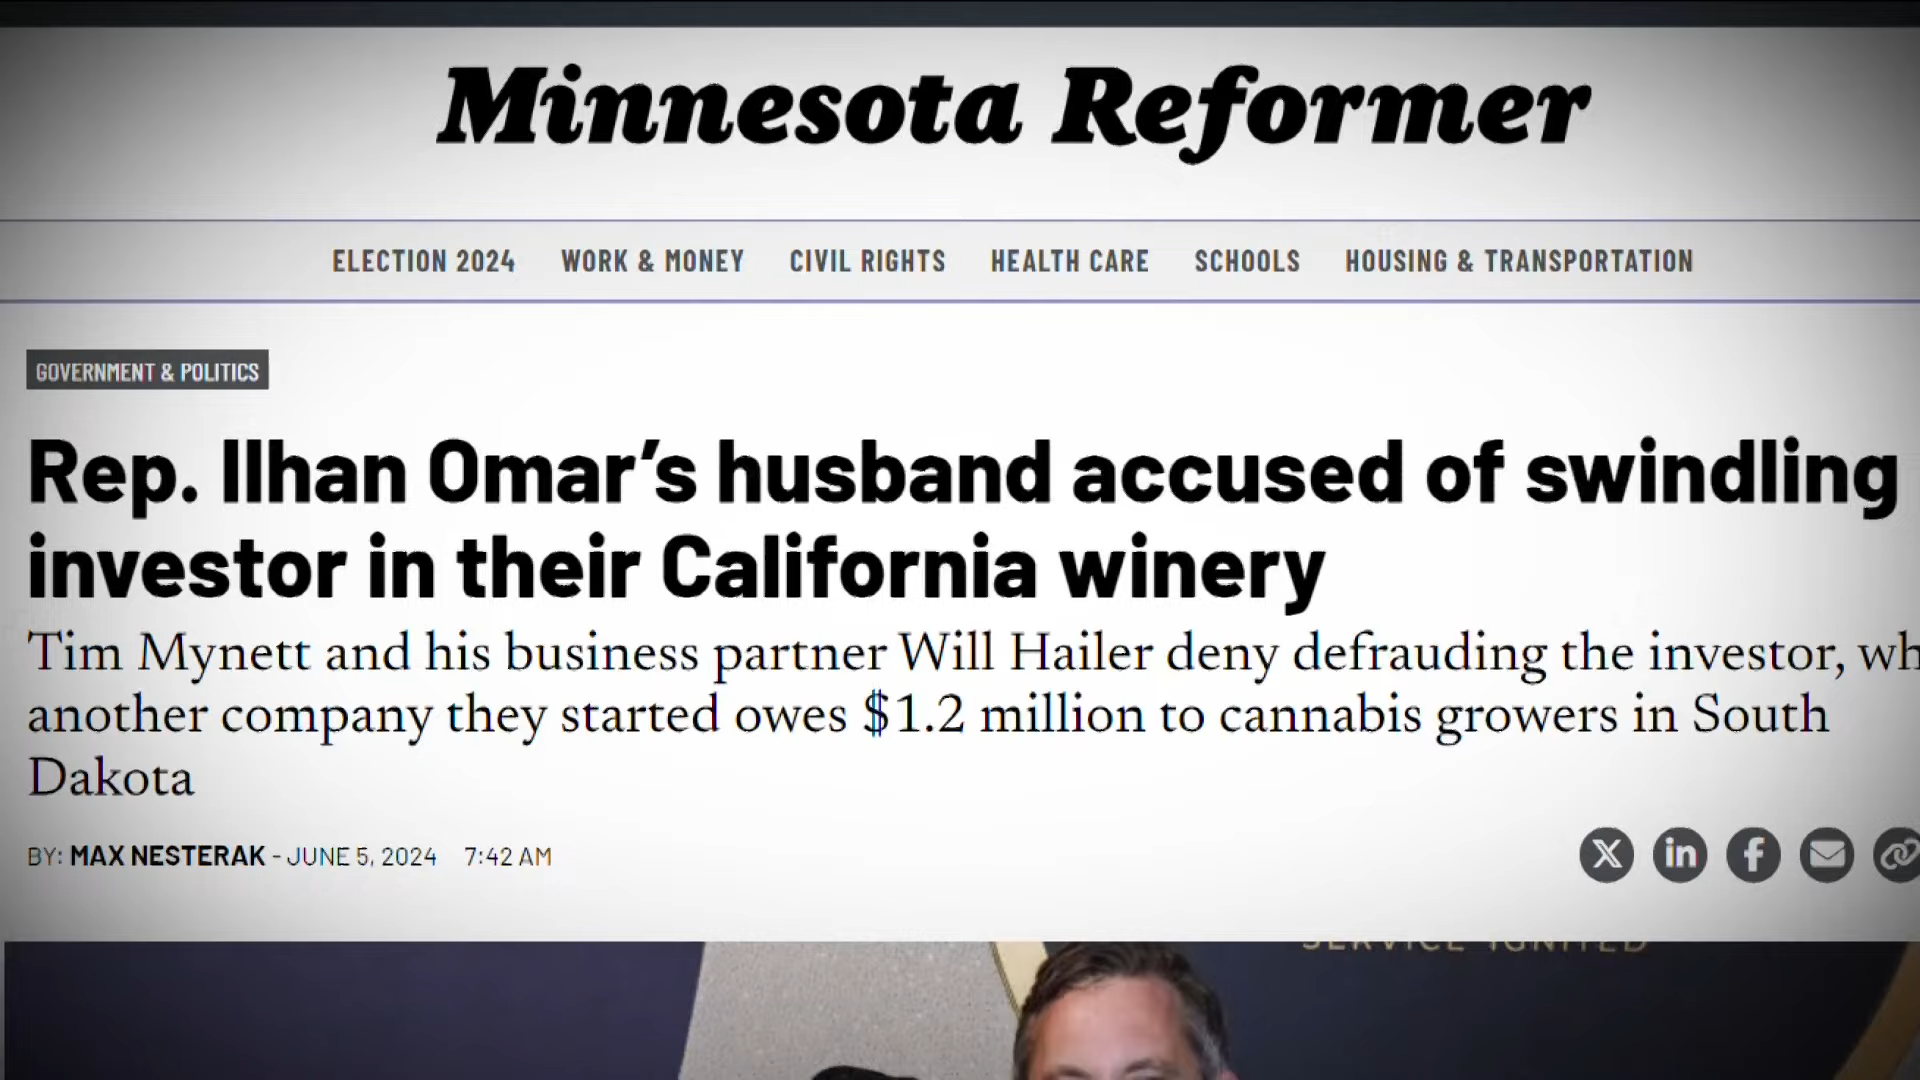 Minnesota Reformer
ELECTION 2024 WORK & MONEY CIVIL RIGHTS HEALTH CARE SCHOOLS HOUSING & TRANSPORTATION
GOVERNMENT & POLITICS
Rep. Ilhan Omar’s husband accused of swindling
investor in their California winery
Tim Mynett and his business partner Will Hailer deny defrauding the investor,
another company they started owes $1.2 million to cannabis growers in South
Dakota
BY: MAX NESTERAK - JUNE 5, 2024 7:42 AM
SERVICE IGNITED